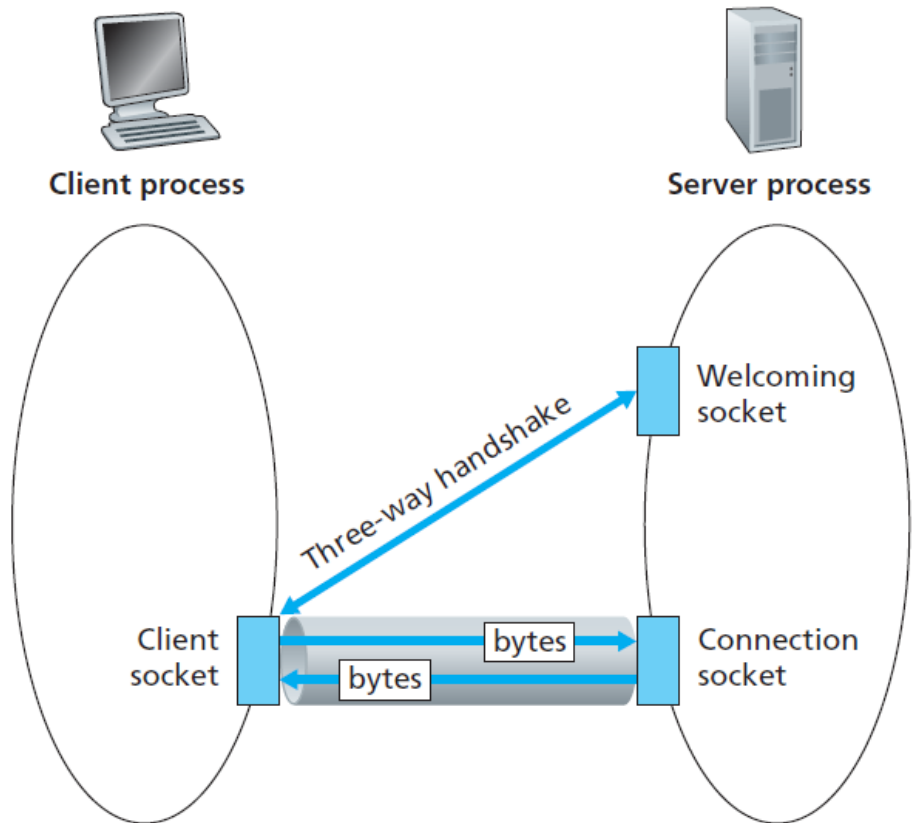 Client process
Server process
Welcoming
socket
Three-way handshake
Client
socket
bytes
bytes
Connection
socket